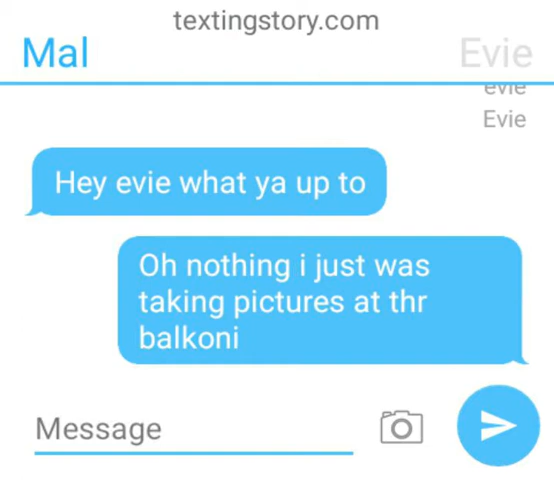 textingstory.com
Mal
Evie
evie
Evie
Hey evie what ya up to
Oh nothing i just was
taking pictures at thr
balkoni
Message